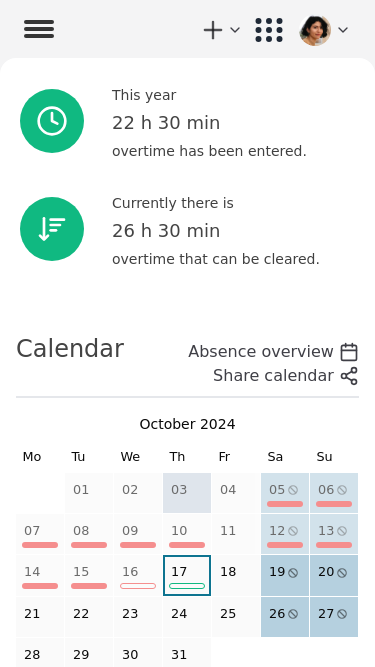 This year
22 h 30 min
overtime has been entered.
Currently there is
26 h 30 min
overtime that can be cleared.
Calendar
Absence overview
Share calendar
October 2024
Mo Tu We Th Fr Sa Su
01 02 03 04 05 06
07 08 09 10 11 12 13
14 15 16 17 18 19 20
21 22 23 24 25 26 27
28 29 30 31